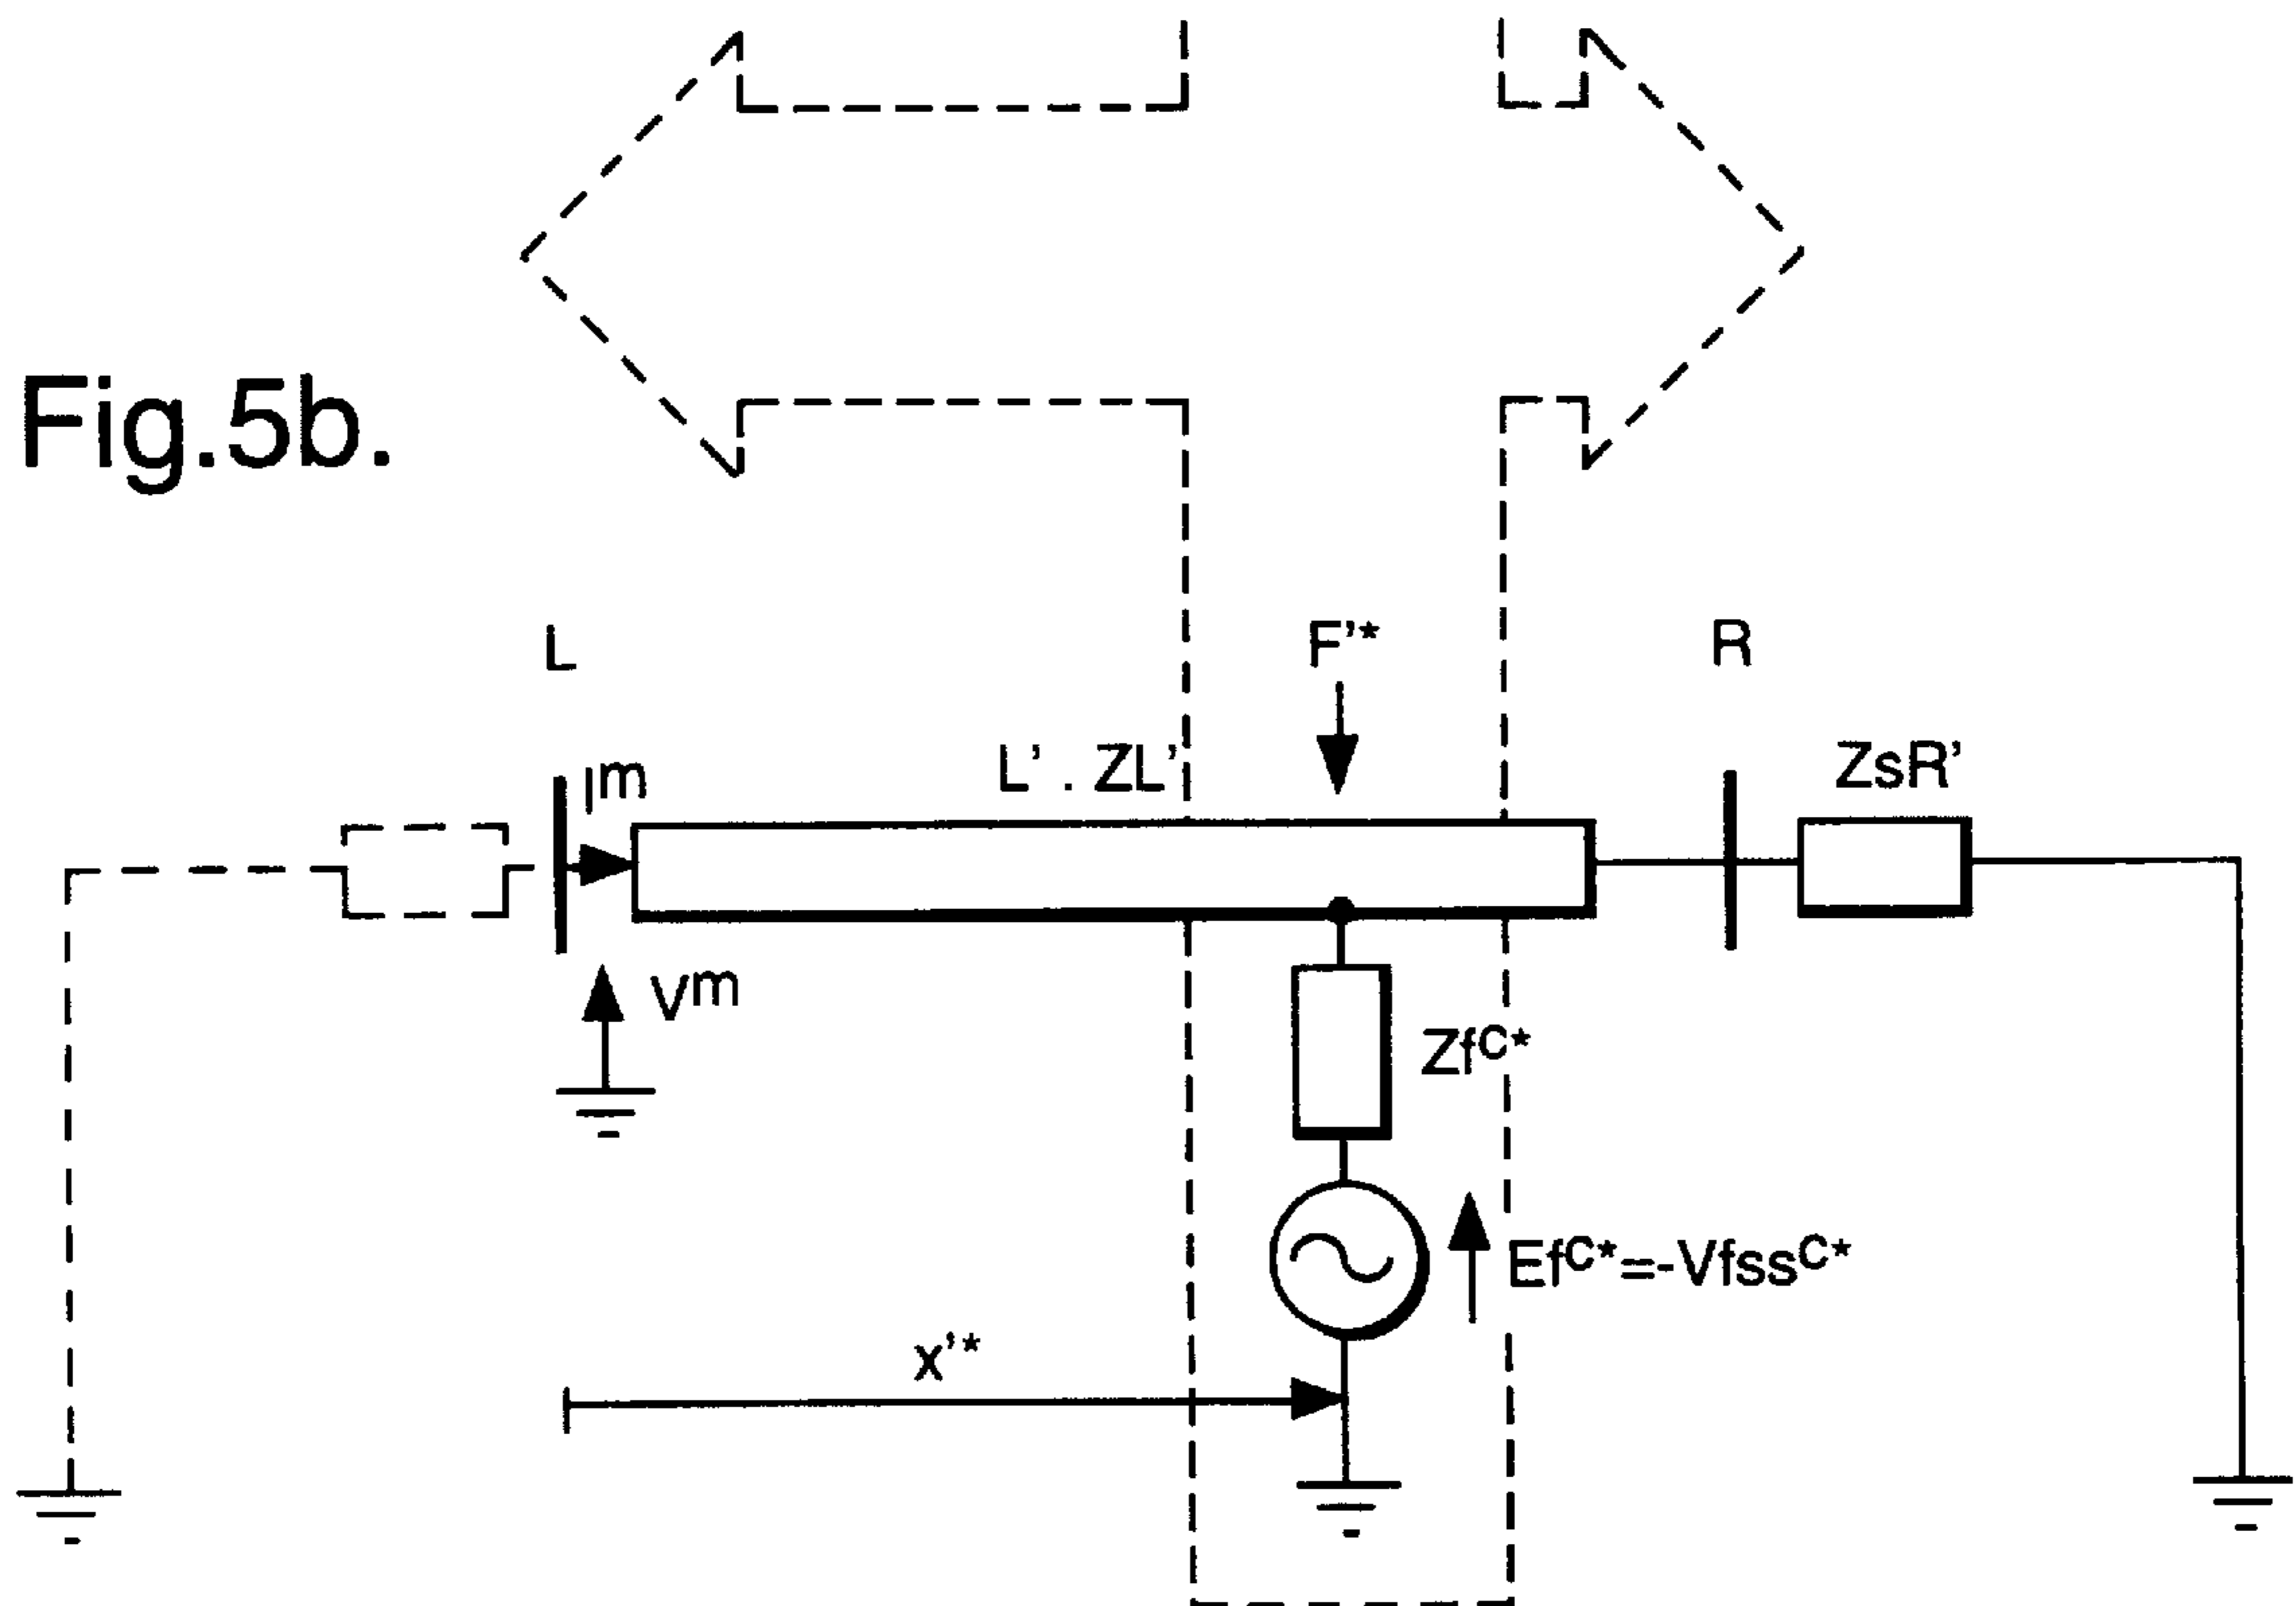 Fig.5b.
L
F'*
R
L' . ZL'
ZsR'
Im
Vm
Zfc*
Efc*=-Vfssc*
x'*